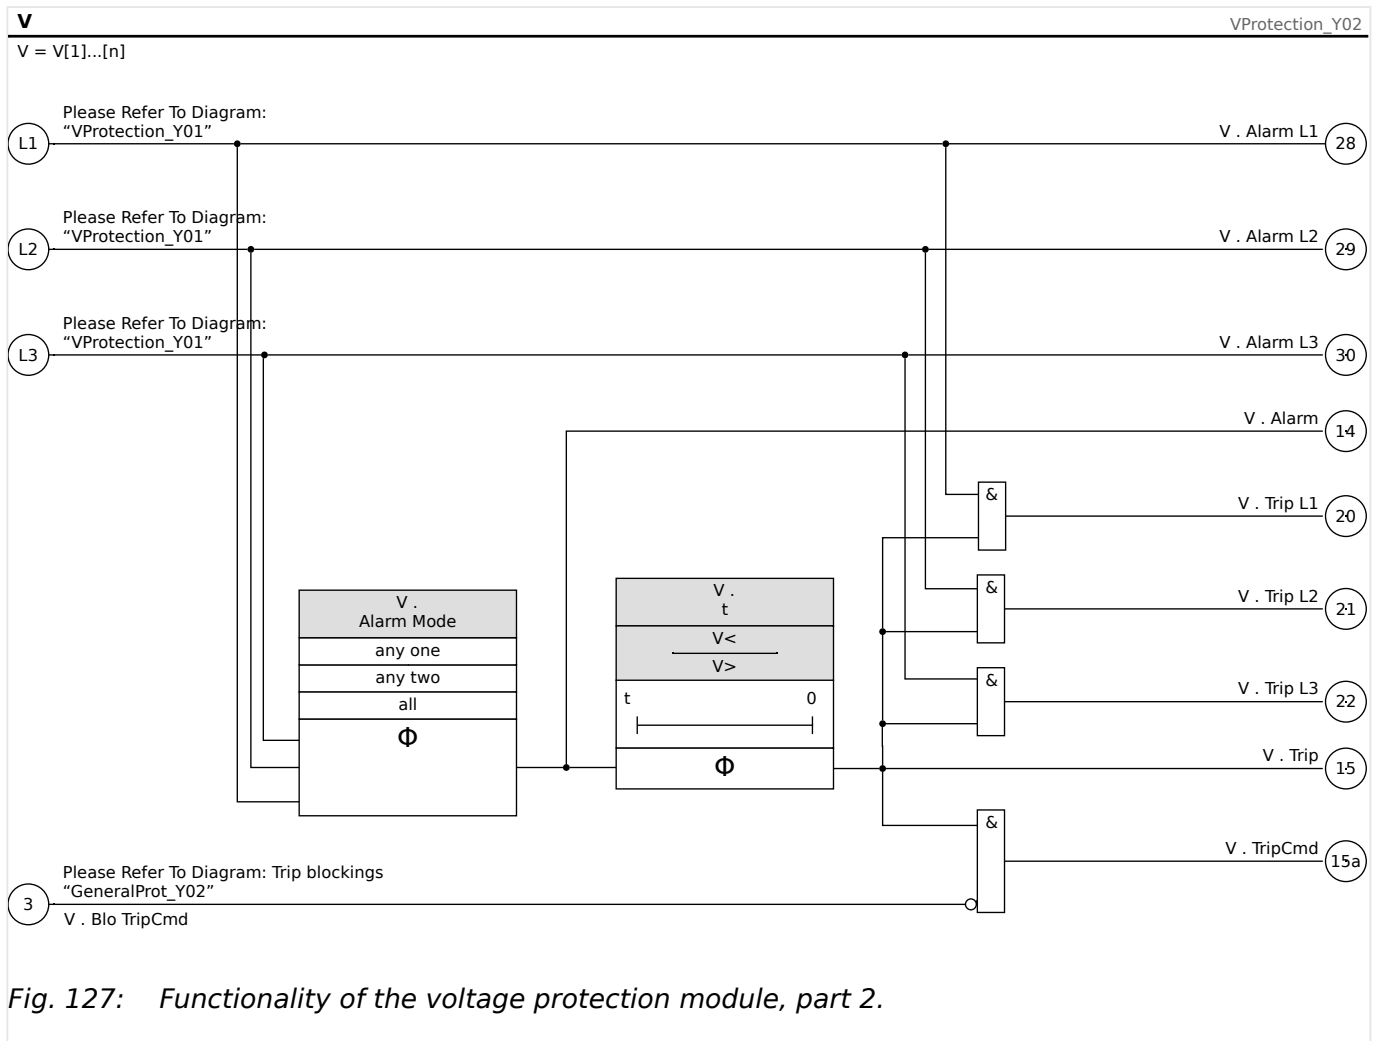 V
VProtection_Y02
V = V[1]...[n]
Please Refer To Diagram:
“VProtection_Y01”
L1
V . Alarm L1
28
Please Refer To Diagram:
“VProtection_Y01”
L2
V . Alarm L2
29
Please Refer To Diagram:
“VProtection_Y01”
L3
V . Alarm L3
30
V . Alarm
14
&
V . Trip L1
20
V .
Alarm Mode
any one
any two
all
Φ
V .
t
V<
V>
t 0
Φ
&
V . Trip L2
21
&
V . Trip L3
22
V . Trip
15
&
V . TripCmd
15a
Please Refer To Diagram: Trip blockings
“GeneralProt_Y02”
3
V . Blo TripCmd
Fig. 127: Functionality of the voltage protection module, part 2.